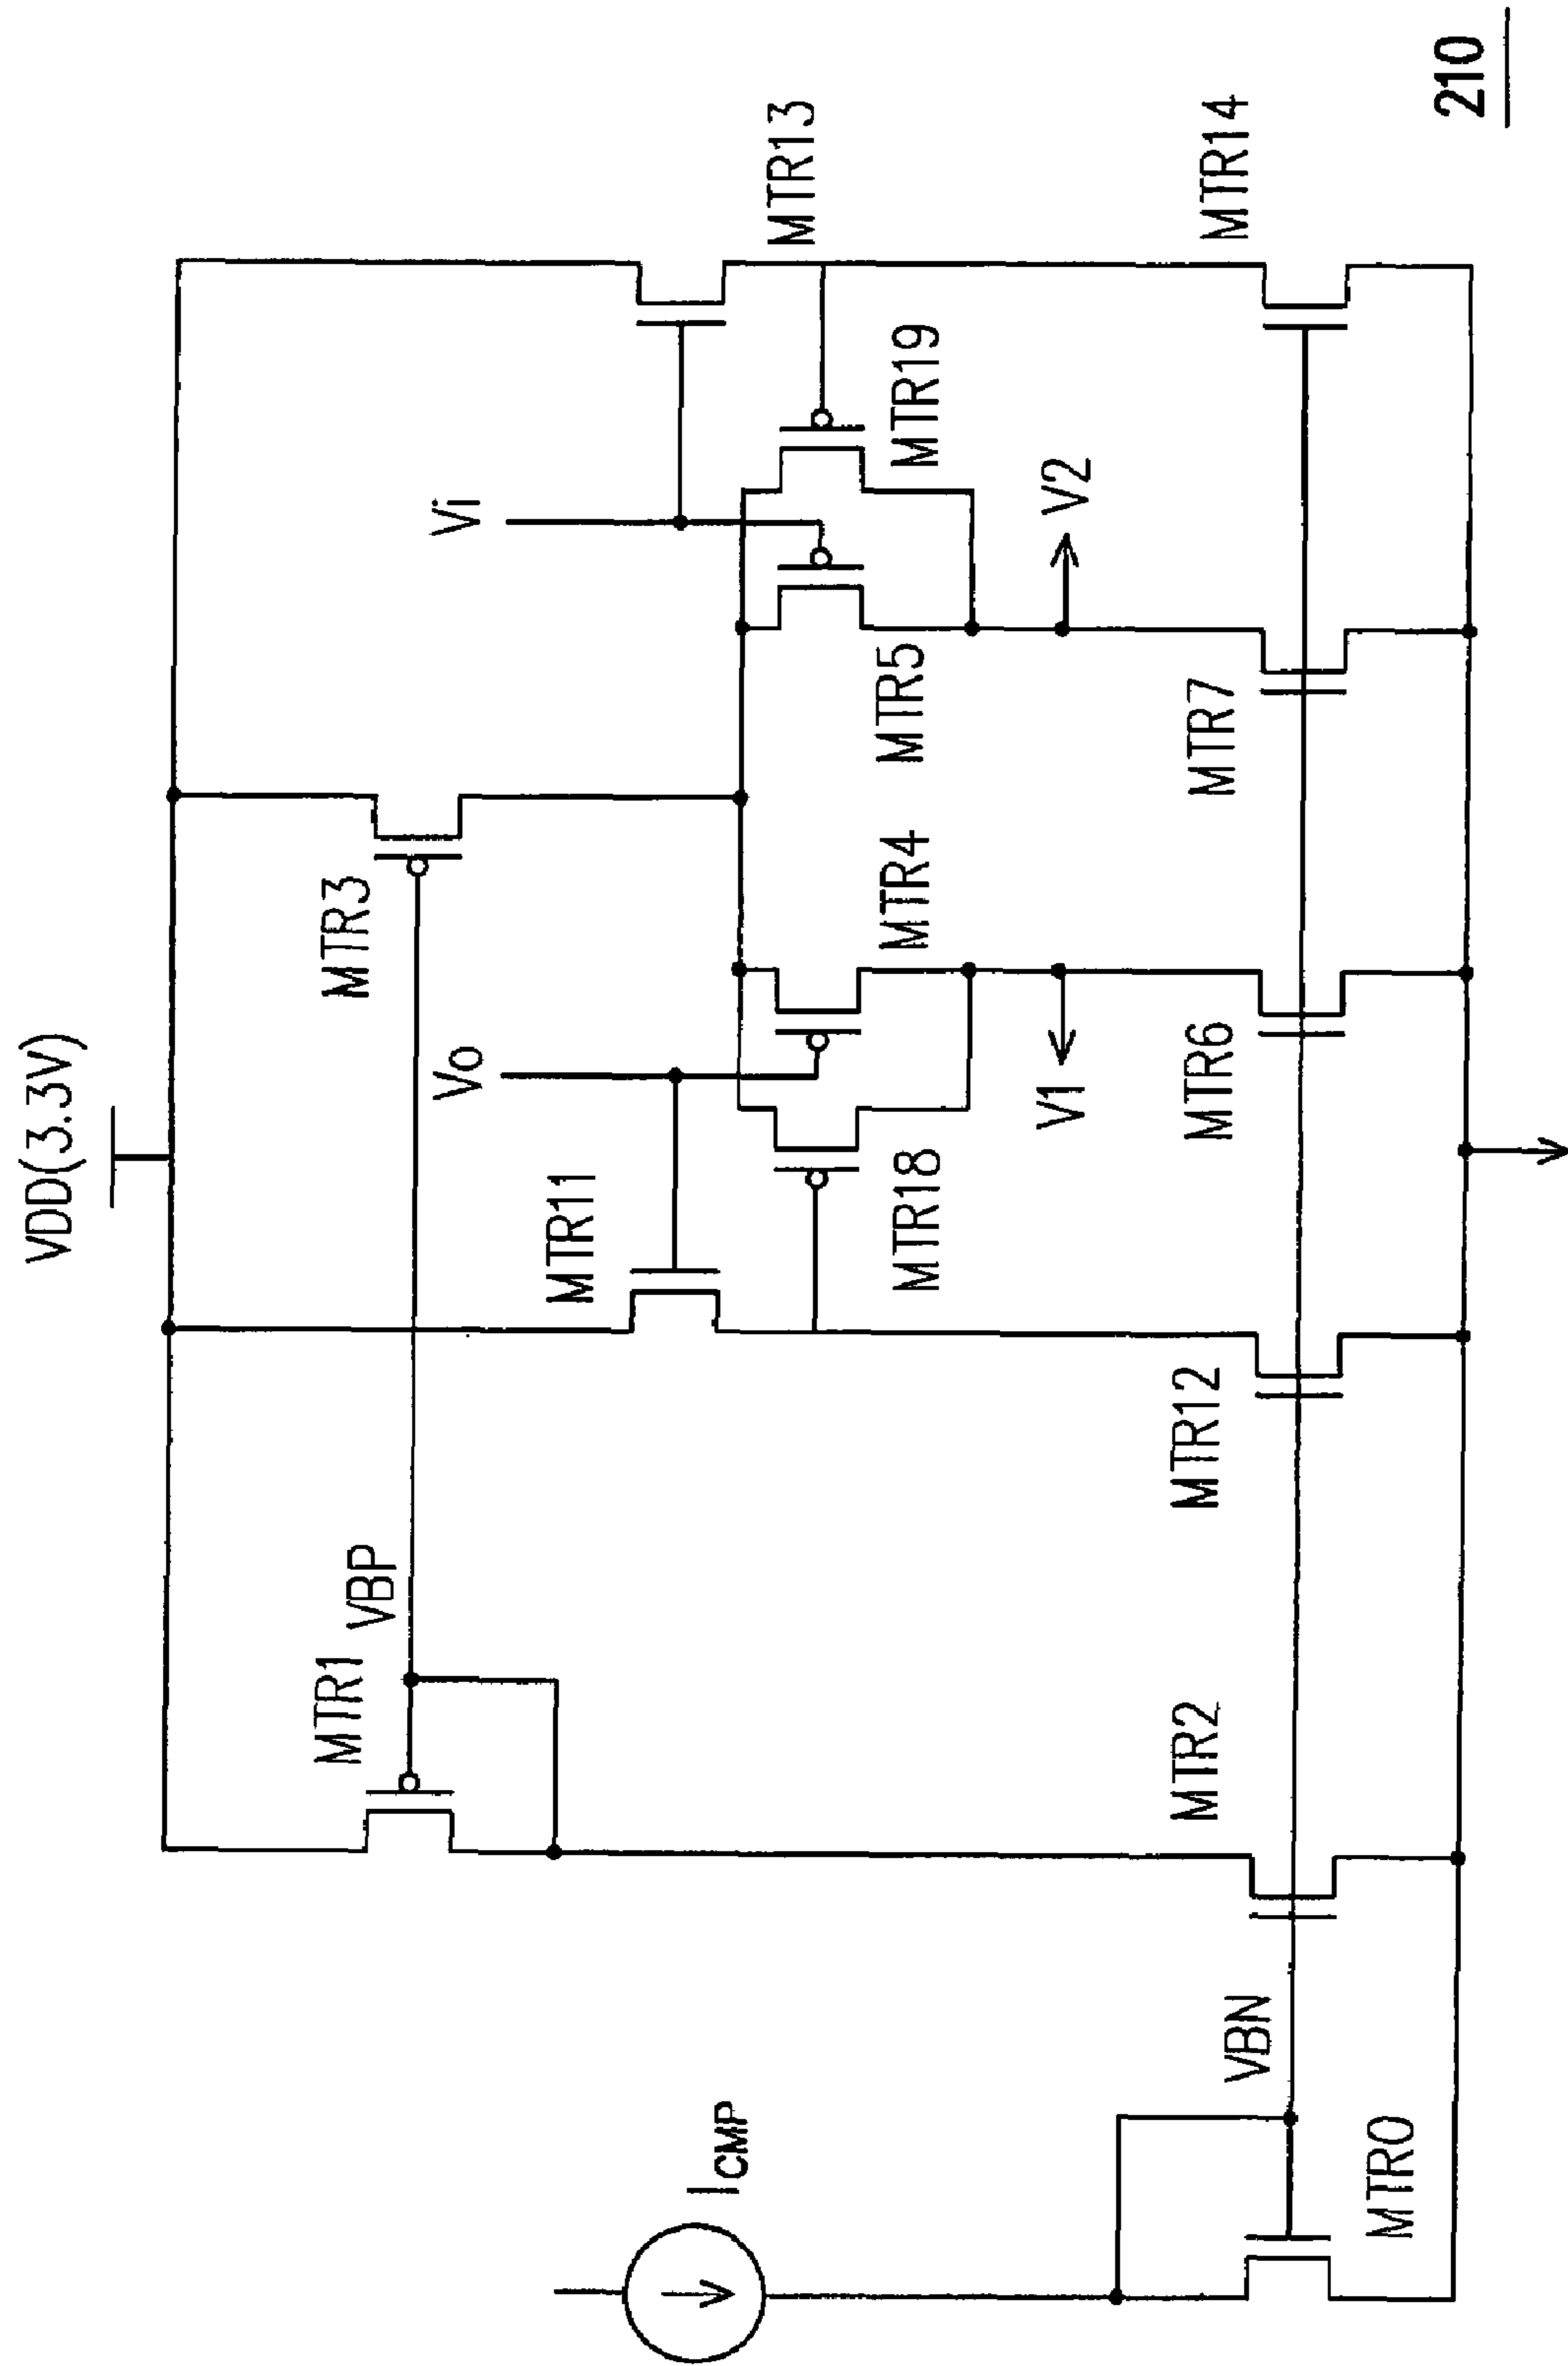 VDD(3.3V)
MTR1
VBP
MTR3
Vo
Vi
MTR11
MTR13
MTR18
MTR4
MTR5
MTR19
ICMP
V1
V2
VBN
MTR0
MTR2
MTR12
MTR6
MTR7
MTR14
210